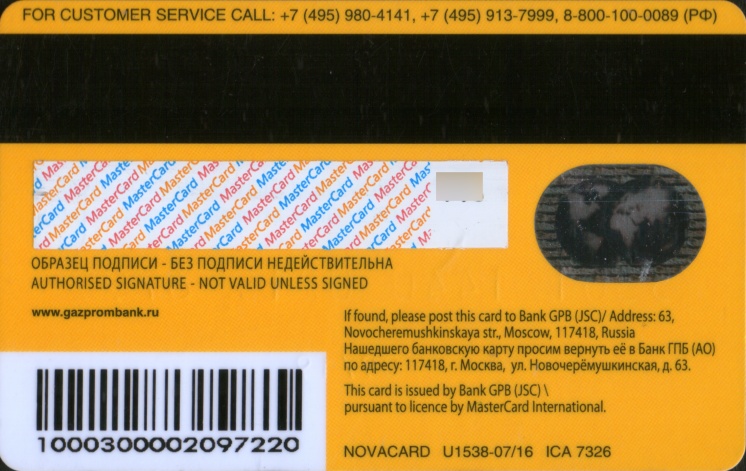 FOR CUSTOMER SERVICE CALL: +7 (495) 980-4141, +7 (495) 913-7999, 8-800-100-0089 (РФ)
MasterCard MasterCard MasterCard MasterCard
ОБРАЗЕЦ ПОДПИСИ - БЕЗ ПОДПИСИ НЕДЕЙСТВИТЕЛЬНА
AUTHORISED SIGNATURE - NOT VALID UNLESS SIGNED
www.gazprombank.ru
If found, please post this card to Bank GPB (JSC)/ Address: 63,
Novocheremushkinskaya str., Moscow, 117418, Russia
Нашедшего банковскую карту просим вернуть её в Банк ГПБ (АО)
по адресу: 117418, г. Москва, ул. Новочерёмушкинская, д. 63.
This card is issued by Bank GPB (JSC) \
pursuant to licence by MasterCard International.
1000300002097220
NOVACARD U1538-07/16 ICA 7326